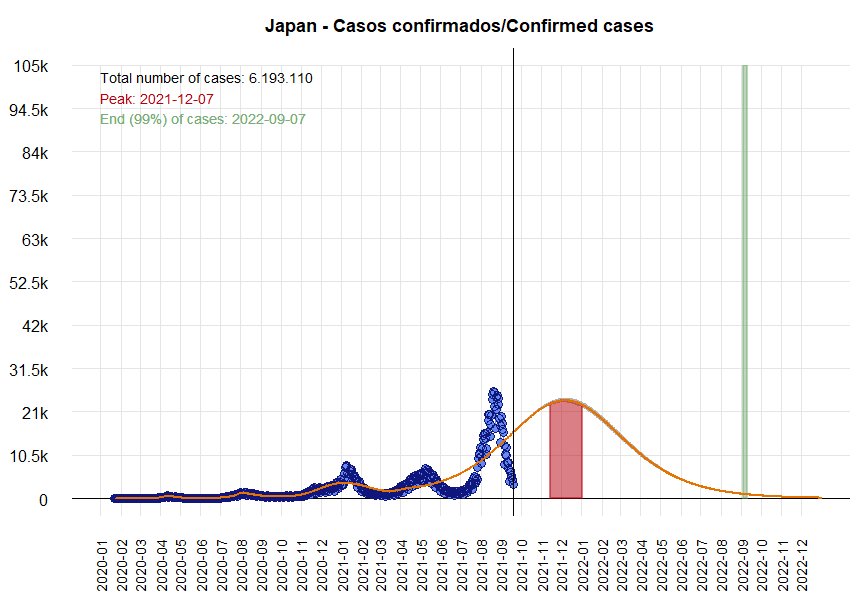 Japan - Casos confirmados/Confirmed cases
105k
94.5k
84k
73.5k
63k
52.5k
42k
31.5k
21k
10.5k
0
Total number of cases: 6.193.110
Peak: 2021-12-07
End (99%) of cases: 2022-09-07
2020-01
2020-02
2020-03
2020-04
2020-05
2020-06
2020-07
2020-08
2020-09
2020-10
2020-11
2020-12
2021-01
2021-02
2021-03
2021-04
2021-05
2021-06
2021-07
2021-08
2021-09
2021-10
2021-11
2021-12
2022-01
2022-02
2022-03
2022-04
2022-05
2022-06
2022-07
2022-08
2022-09
2022-10
2022-11
2022-12